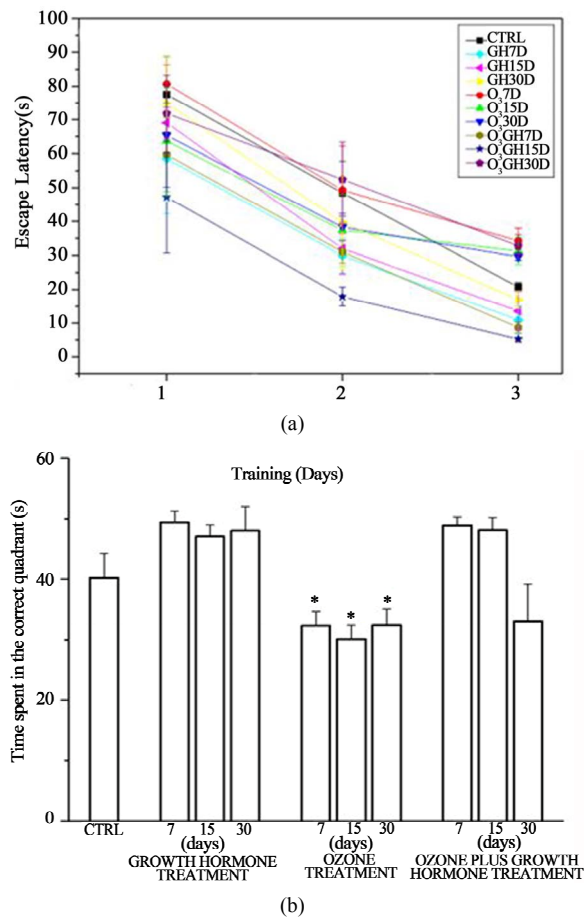 100
90
80
70
60
50
40
30
20
10
0
Escape Latency(s)
CTRL
GH7D
GH15D
GH30D
O₃7D
O₃15D
O₃30D
O₃GH7D
O₃GH15D
O₃GH30D
1 2 3
(a)
Training (Days)
60
40
20
0
Time spent in the correct quadrant (s)
* * *
CTRL
7 15 30
(days)
GROWTH HORMONE
TREATMENT
7 15 30
(days)
OZONE
TREATMENT
7 15 30
(days)
OZONE PLUS GROWTH
HORMONE TREATMENT
(b)